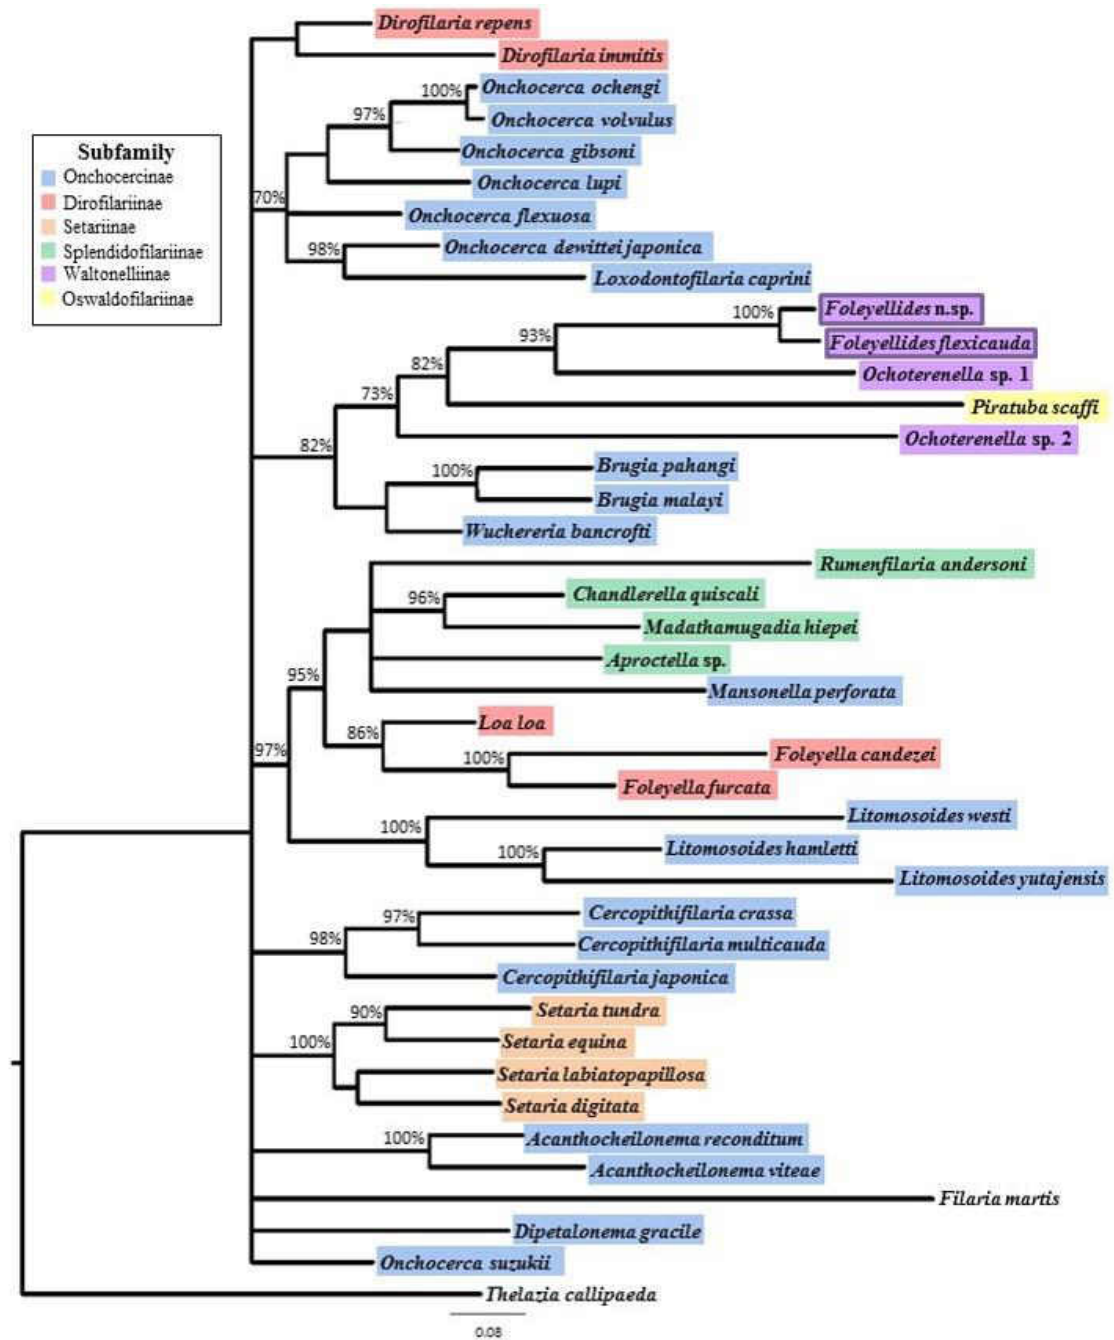 Dirofilaria repens
Dirofilaria immitis
100%
Onchocerca ochengi
97%
Onchocerca volvulus
Onchocerca gibsoni
Onchocerca lupi
70%
Onchocerca flexuosa
98%
Onchocerca dewittei japonica
Loxodontofilaria caprini
Subfamily
Onchocercinae
Dirofilariinae
Setariinae
Splendidofilariinae
Waltonelliinae
Oswaldofilariinae
100%
Foleyellides n.sp.
93%
Foleyellides flexicauda
82%
Ochoterenella sp. 1
73%
Piratuba scaffi
82%
Ochoterenella sp. 2
100%
Brugia pahangi
Brugia malayi
Wuchereria bancrofti
Rumenfilaria andersoni
96%
Chandlerella quiscali
Madathamugadia hiepei
95%
Aproctella sp.
Mansonella perforata
86%
Loa loa
97%
100%
Foleyella candezei
Foleyella furcata
100%
Litomosoides westi
100%
Litomosoides hamletti
Litomosoides yutajensis
97%
Cercopithifilaria crassa
98%
Cercopithifilaria multicauda
Cercopithifilaria japonica
90%
Setaria tundra
100%
Setaria equina
Setaria labiatopapillosa
Setaria digitata
100%
Acanthocheilonema reconditum
Acanthocheilonema viteae
Filaria martis
Dipetalonema gracile
Onchocerca suzukii
Thelazia callipaeda
0.08